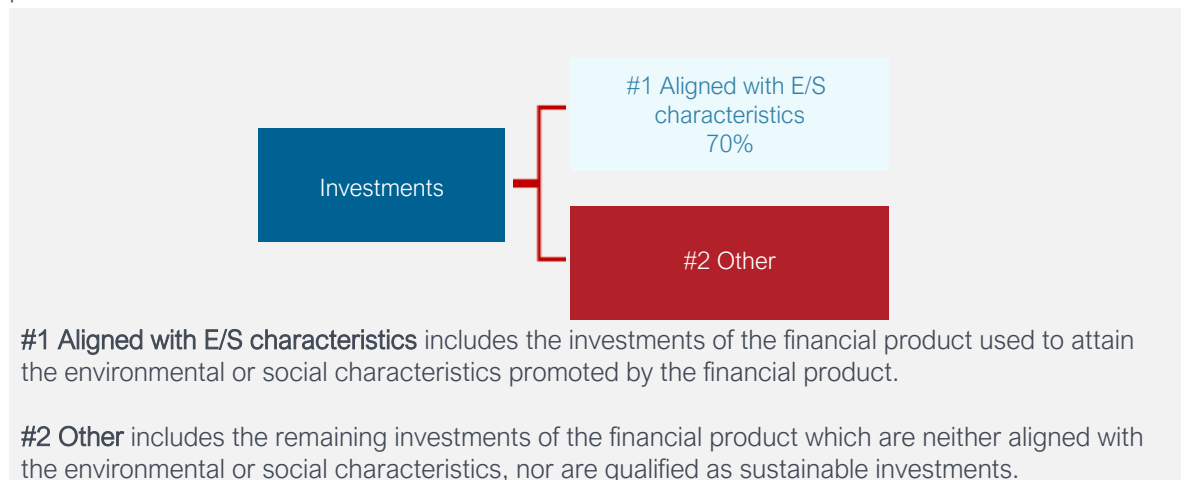 #1 Aligned with E/S
characteristics
70%
Investments
#2 Other
#1 Aligned with E/S characteristics includes the investments of the financial product used to attain
the environmental or social characteristics promoted by the financial product.
#2 Other includes the remaining investments of the financial product which are neither aligned with
the environmental or social characteristics, nor are qualified as sustainable investments.